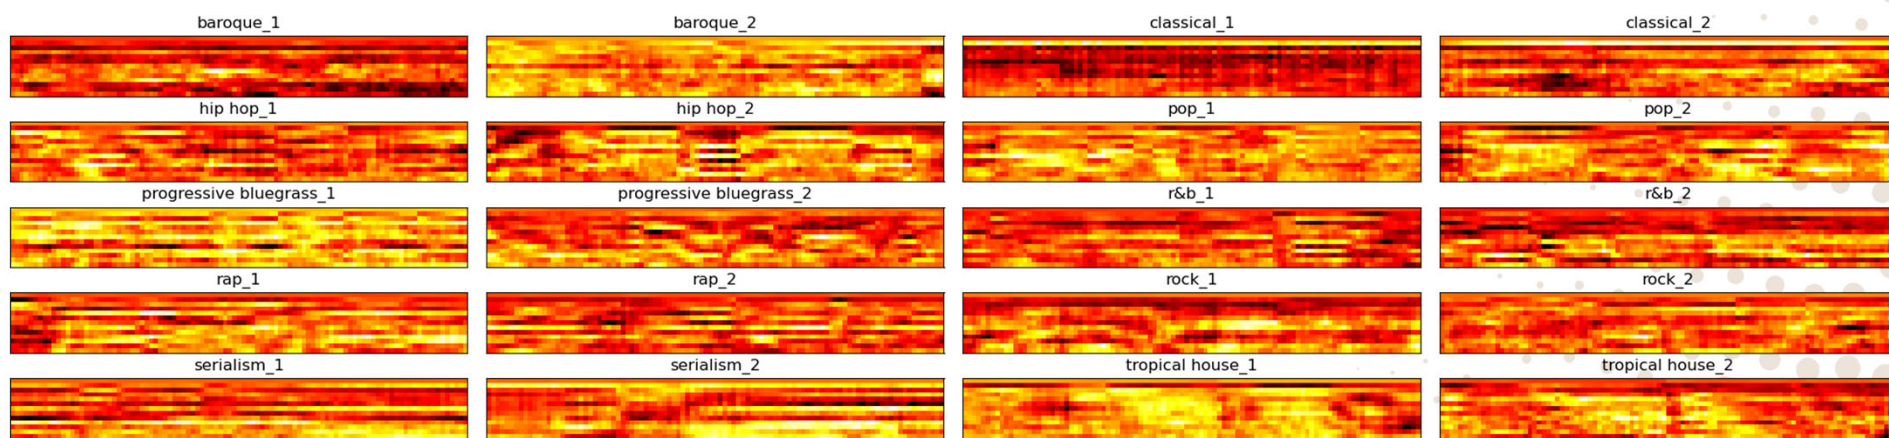 baroque_1 baroque_2 classical_1 classical_2
hip hop_1 hip hop_2 pop_1 pop_2
progressive bluegrass_1 progressive bluegrass_2 r&b_1 r&b_2
rap_1 rap_2 rock_1 rock_2
serialism_1 serialism_2 tropical house_1 tropical house_2